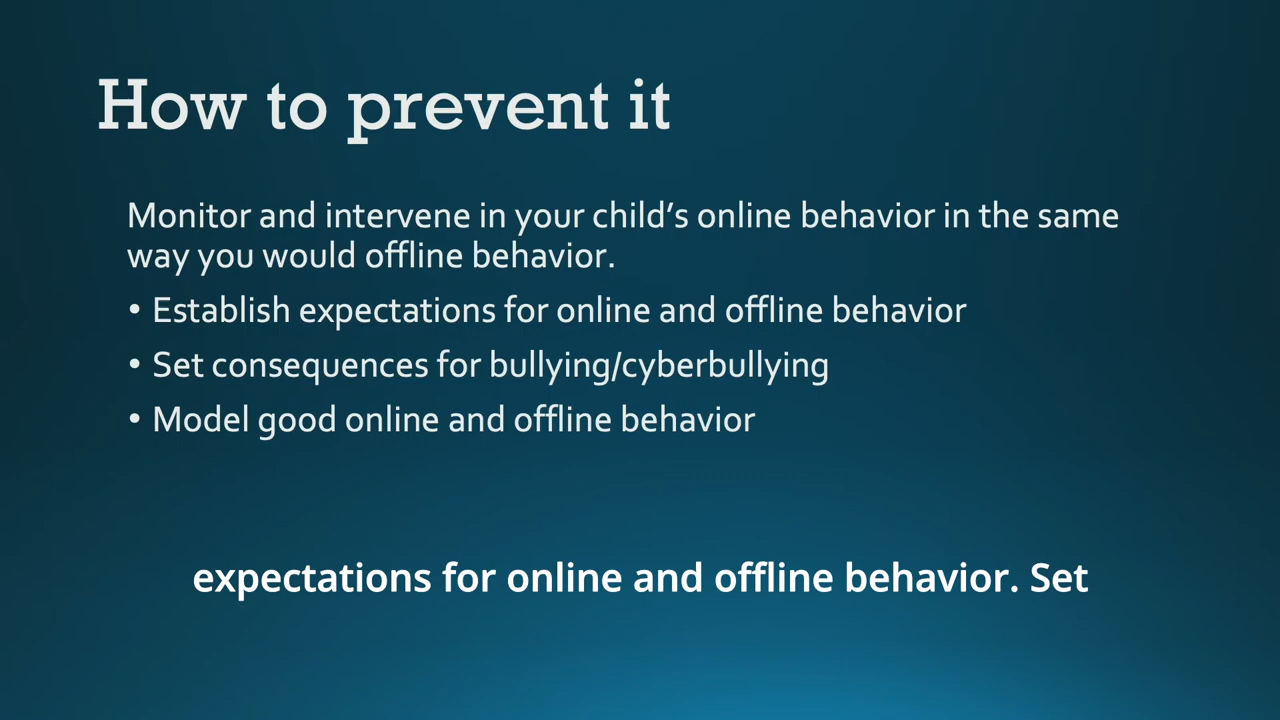 How to prevent it
Monitor and intervene in your child’s online behavior in the same
way you would offline behavior.
• Establish expectations for online and offline behavior
• Set consequences for bullying/cyberbullying
• Model good online and offline behavior
expectations for online and offline behavior. Set